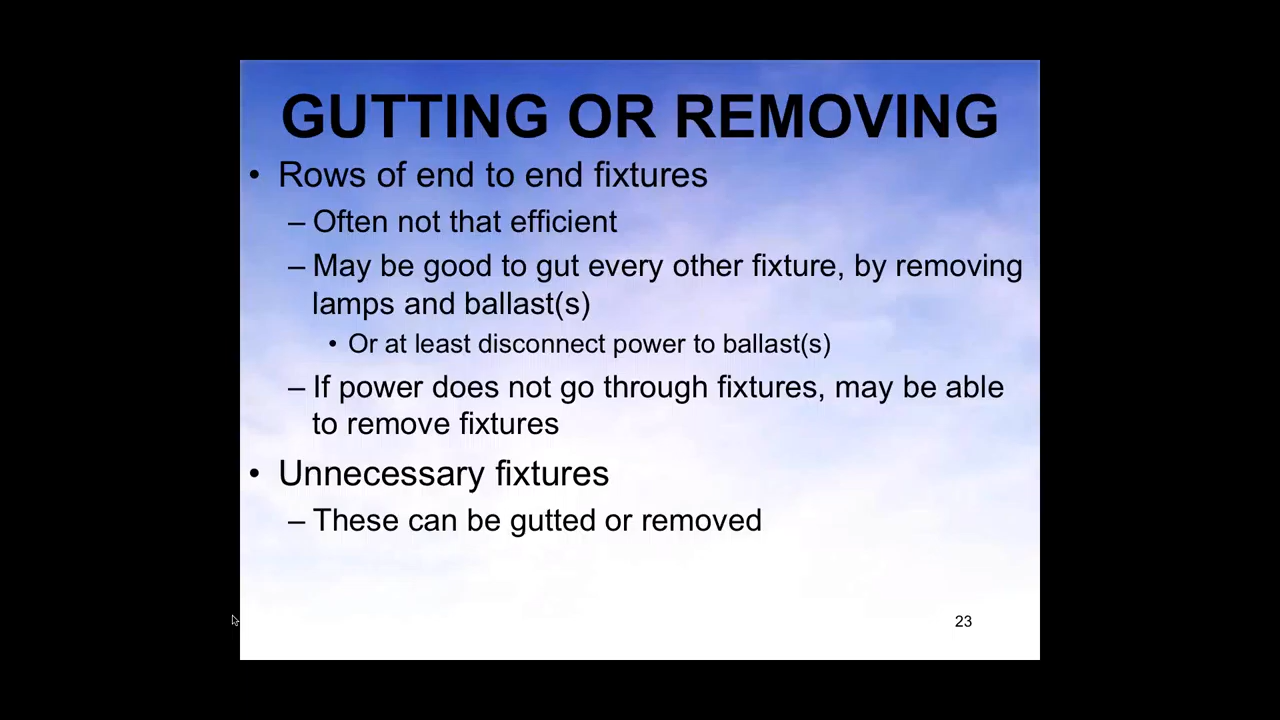 GUTTING OR REMOVING
• Rows of end to end fixtures
– Often not that efficient
– May be good to gut every other fixture, by removing
lamps and ballast(s)
• Or at least disconnect power to ballast(s)
– If power does not go through fixtures, may be able
to remove fixtures
• Unnecessary fixtures
– These can be gutted or removed
23